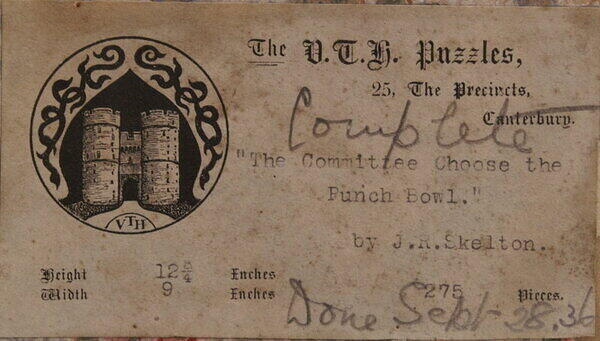 The V.T.H. Puzzles,
25, The Precincts,
Canterbury.
Complete
"The Committee Choose the
Punch Bowl."
by J.R.Skelton.
VTH
Height 12¾ Inches
Width 9 Inches 275 Pieces.
Done Sept 28. 36